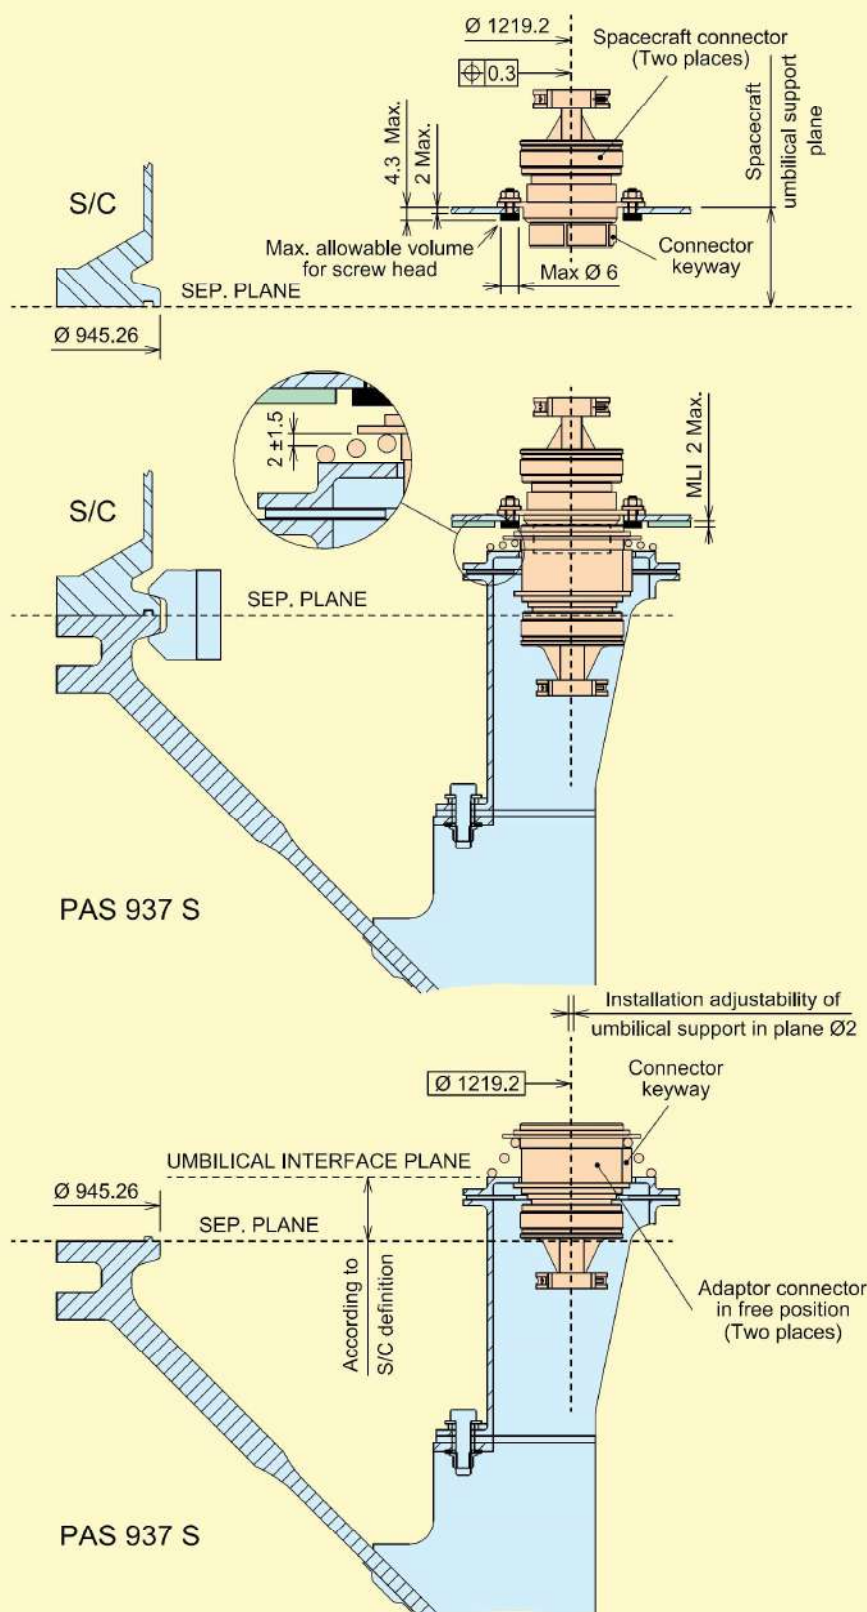 Ø 1219.2
⌖ 0.3
Spacecraft connector
(Two places)
Spacecraft
umbilical support
plane
4.3 Max.
2 Max.
S/C
Max. allowable volume
for screw head
Connector
keyway
Max Ø 6
SEP. PLANE
Ø 945.26
2 ±1.5
MLI 2 Max.
S/C
SEP. PLANE
PAS 937 S
Installation adjustability of
umbilical support in plane Ø2
Connector
keyway
Ø 1219.2
UMBILICAL INTERFACE PLANE
Ø 945.26
SEP. PLANE
According to
S/C definition
Adaptor connector
in free position
(Two places)
PAS 937 S